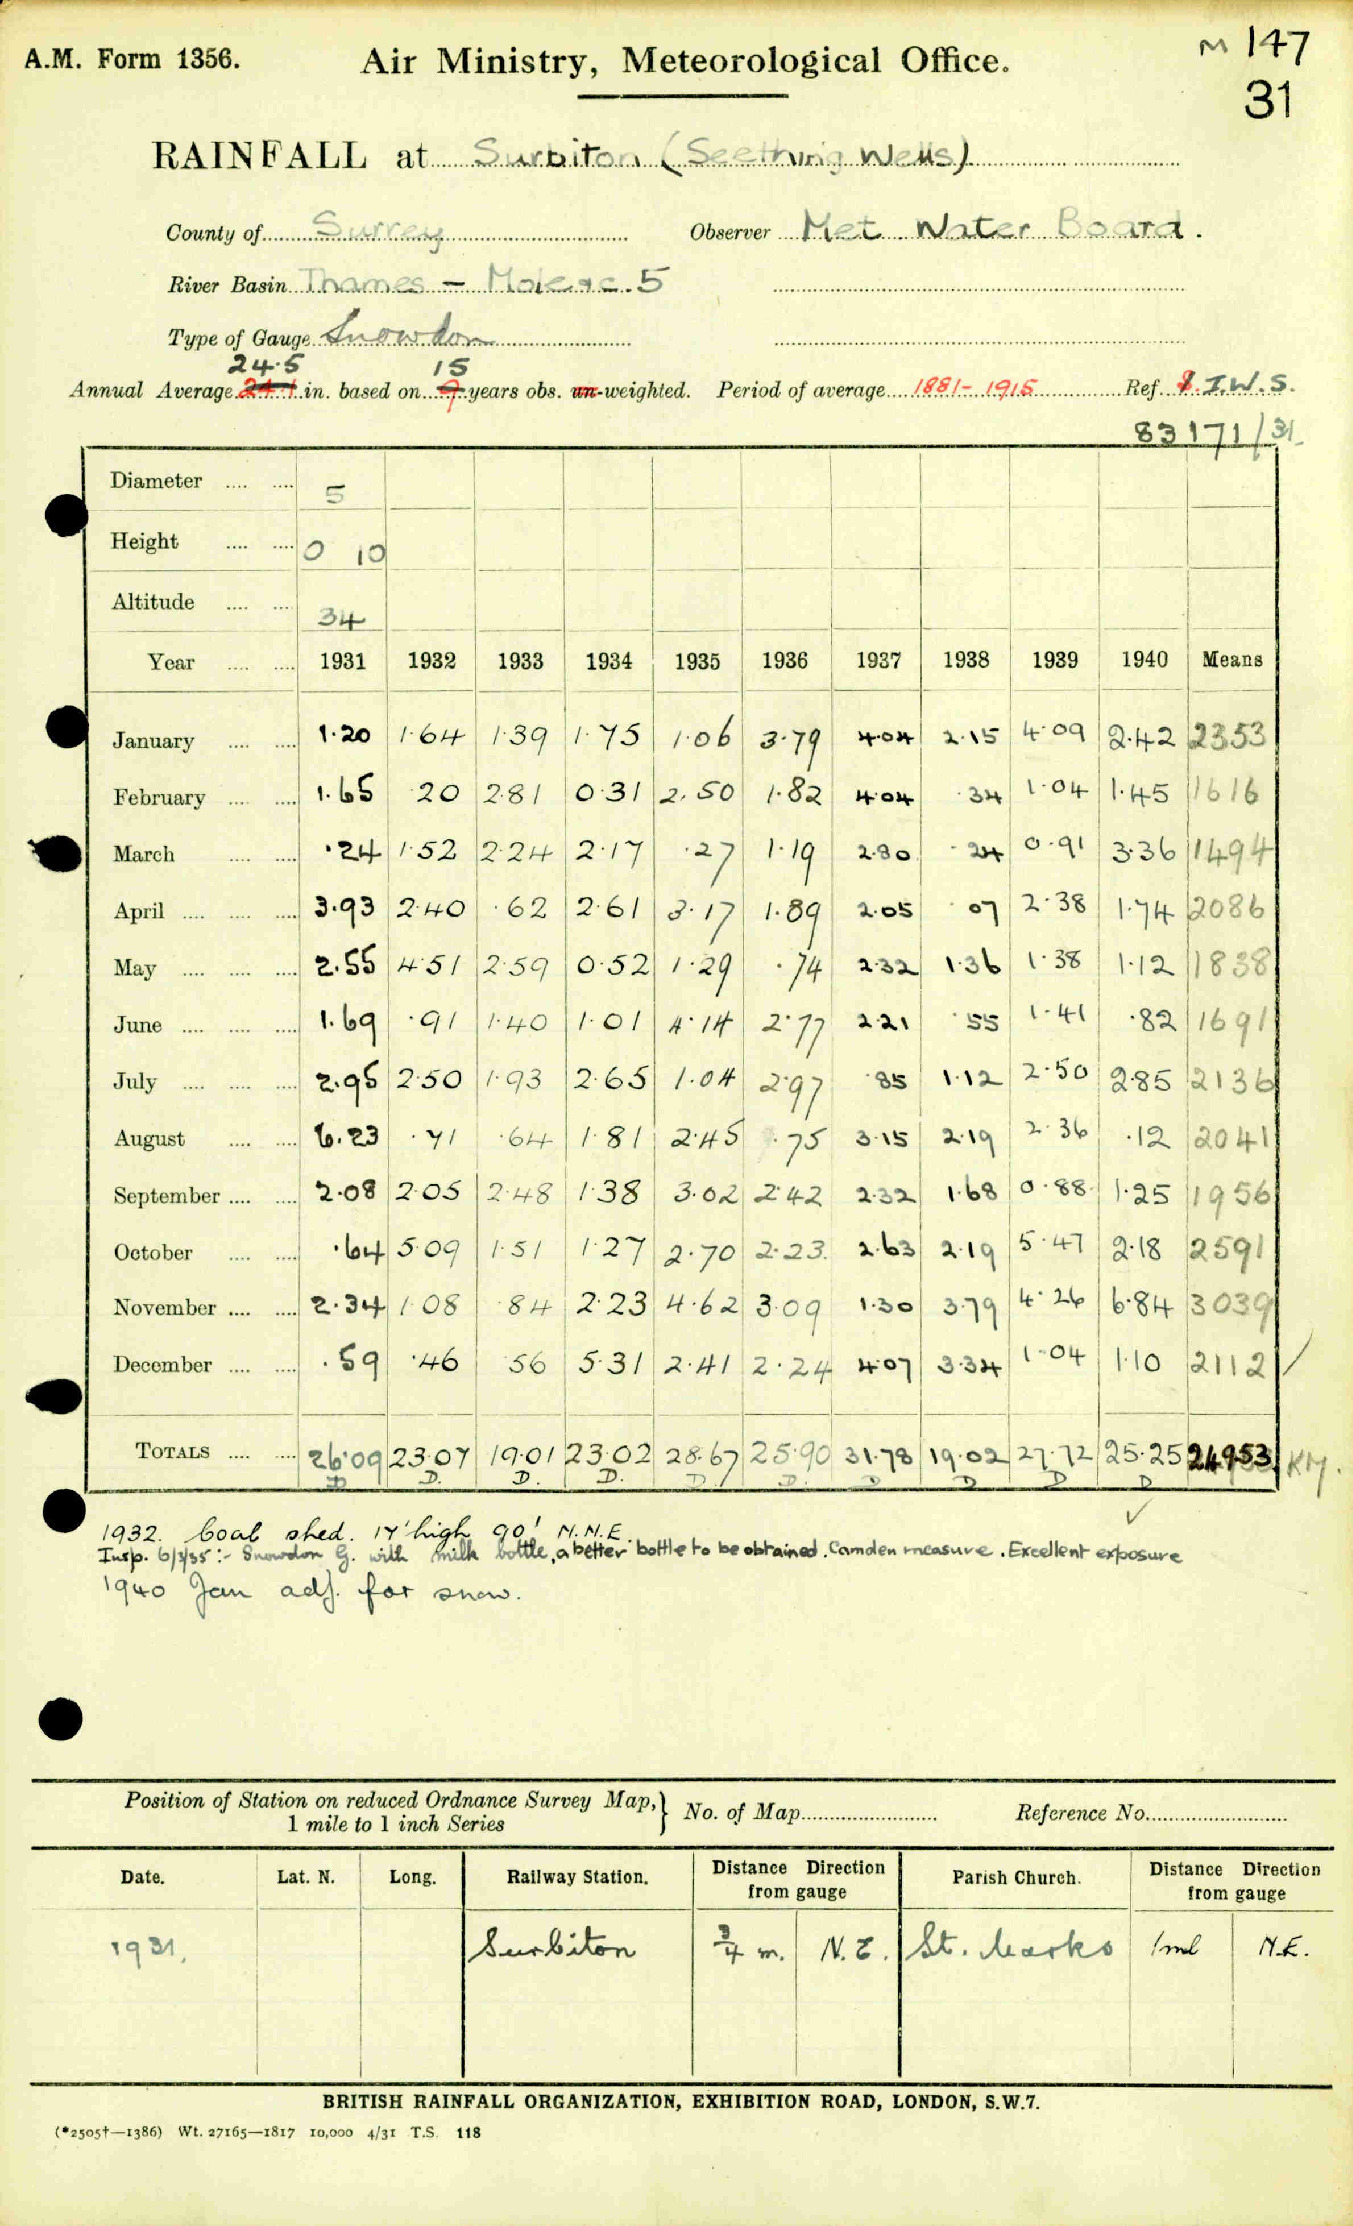 A.M. Form 1356.
Air Ministry, Meteorological Office.
M 147
31
RAINFALL at Surbiton (Seething Wells)
County of Surrey Observer Met Water Board.
River Basin Thames - Mole &c. 5
Type of Gauge Snowdon
24.5 15
Annual Average 24.1 in. based on 9 years obs. un-weighted. Period of average 1881-1915 Ref. I.W.S.
83171/31
Diameter .... .... 5
Height .... .... 0 10
Altitude .... .... 34
Year .... .... 1931 1932 1933 1934 1935 1936 1937 1938 1939 1940 Means
January .... .... 1.20 1.64 1.39 1.75 1.06 3.79 4.04 2.15 4.09 2.42 2353
February .... .... 1.65 .20 2.81 0.31 2.50 1.82 4.04 .34 1.04 1.45 1616
March .... .... .24 1.52 2.24 2.17 .27 1.19 2.80 .24 0.91 3.36 1494
April .... .... .... 3.93 2.40 .62 2.61 3.17 1.89 2.05 .07 2.38 1.74 2086
May .... .... .... 2.55 4.51 2.59 0.52 1.29 .74 2.32 1.36 1.38 1.12 1838
June .... .... .... 1.69 .91 1.40 1.01 4.14 2.77 2.21 .55 1.41 .82 1691
July .... .... .... 2.95 2.50 1.93 2.65 1.04 2.97 .85 1.12 2.50 2.85 2136
August .... .... 6.23 .71 .64 1.81 2.45 .75 3.15 2.19 2.36 .12 2041
September .... .... 2.08 2.05 2.48 1.38 3.02 2.42 2.32 1.68 0.88 1.25 1956
October .... .... .64 5.09 1.51 1.27 2.70 2.23 2.63 2.19 5.47 2.18 2591
November .... .... 2.34 1.08 .84 2.23 4.62 3.09 1.30 3.79 4.26 6.84 3039
December .... .... .59 .46 .56 5.31 2.41 2.24 4.07 3.34 1.04 1.10 2112
TOTALS .... .... 26.09 23.07 19.01 23.02 28.67 25.90 31.78 19.02 27.72 25.25 24953 KM.
D D. D. D. D. D. D D D D
1932. Coal shed. 17' high 90' N.N.E.
Insp. 6/3/35 :- Snowdon G. with milk bottle, a better bottle to be obtained. Camden measure. Excellent exposure
1940 Jan adj. for snow.
Position of Station on reduced Ordnance Survey Map, } No. of Map Reference No.
1 mile to 1 inch Series
Date. Lat. N. Long. Railway Station. Distance Direction from gauge Parish Church. Distance Direction from gauge
1931. Surbiton 3/4 m. N.E. St. Marks 1ml N.E.
BRITISH RAINFALL ORGANIZATION, EXHIBITION ROAD, LONDON, S.W.7.
(*2505†—1386) Wt. 27165—1817 10,000 4/31 T.S. 118